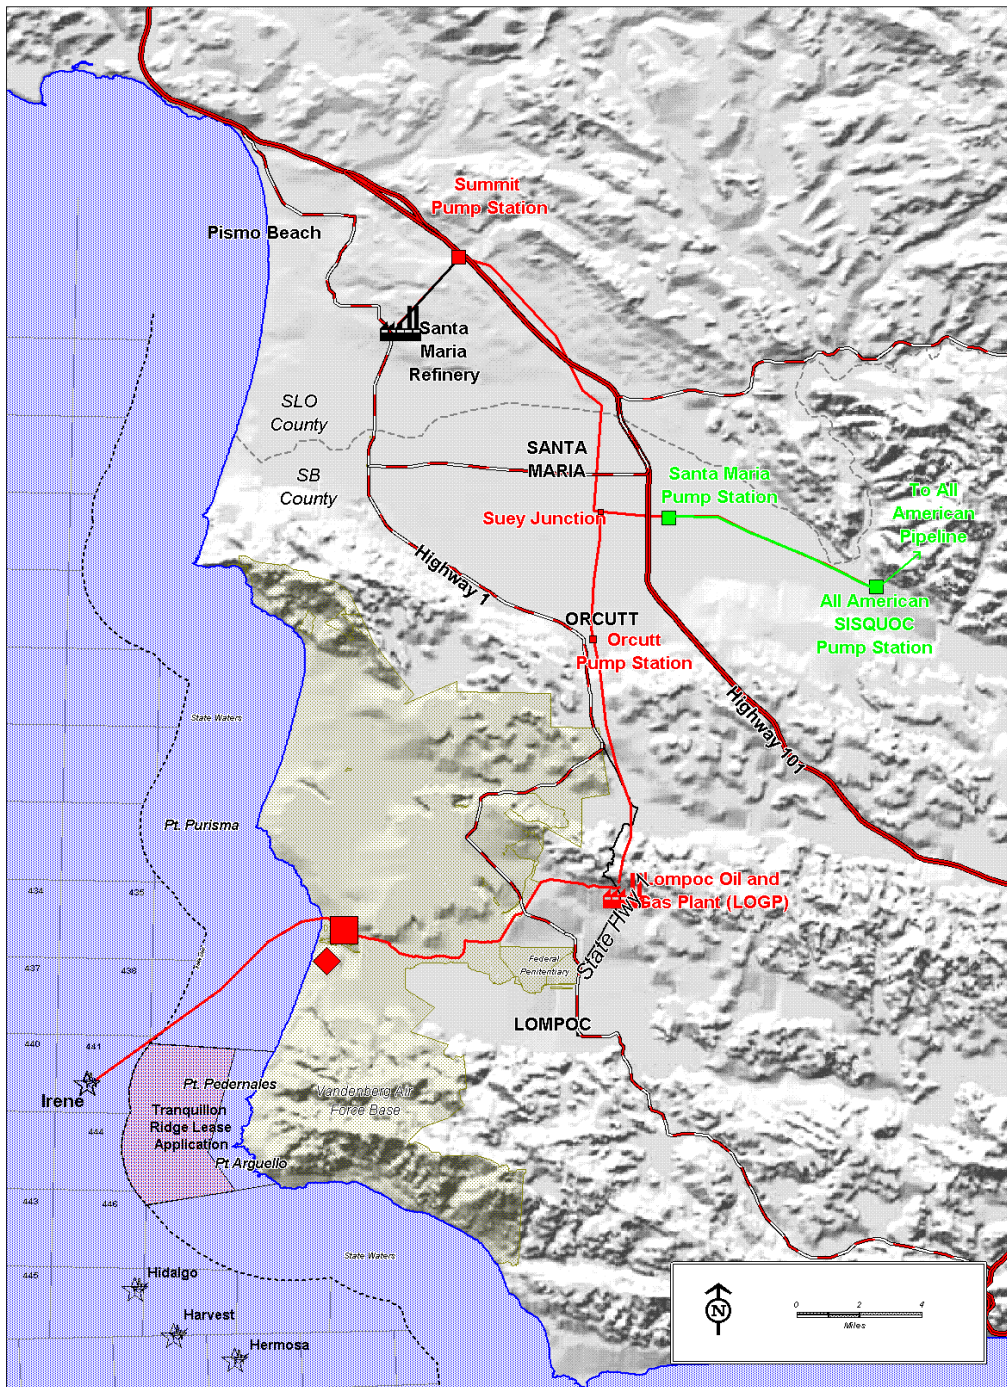 Summit
Pump Station
Pismo Beach
Santa
Maria
Refinery
SLO
County
SB
County
SANTA
MARIA
Santa Maria
Pump Station
To All
American
Pipeline
Suey Junction
Highway 1
All American
SISQUOC
Pump Station
ORCUTT
Orcutt
Pump Station
Highway 101
State Waters
Pt. Purisma
434
435
Lompoc Oil and
Gas Plant (LOGP)
State Hwy 1
437
438
Federal
Penitentiary
LOMPOC
440
441
Irene
Pt. Pedernales
Vandenberg Air
Force Base
Tranquillon
Ridge Lease
Application
444
Pt Arguello
443
446
State Waters
445
Hidalgo
Harvest
Hermosa
N
0 2 4
Miles